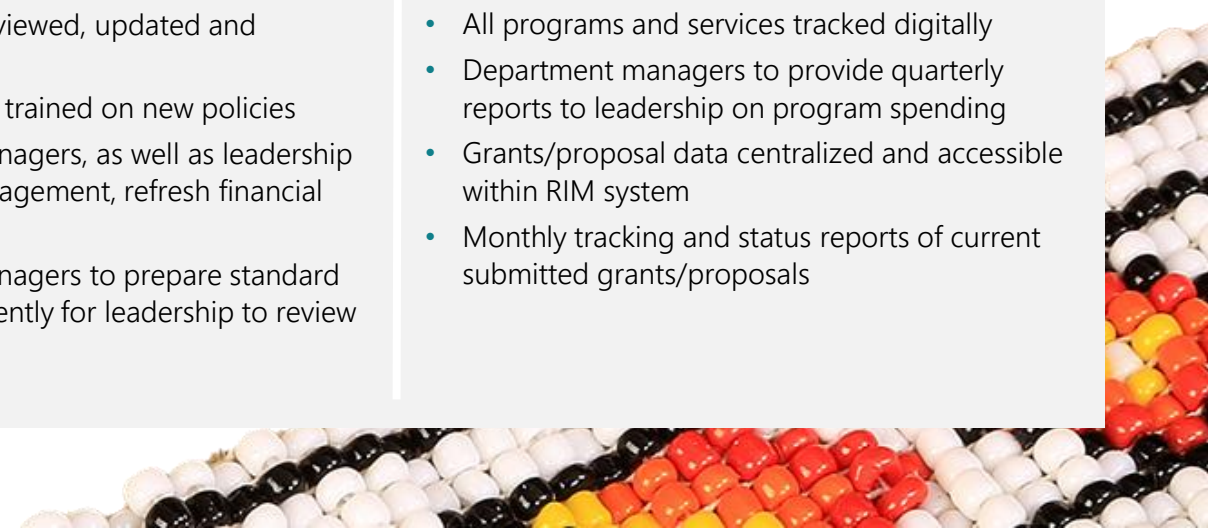 viewed, updated and
trained on new policies
nagers, as well as leadership
agement, refresh financial
nagers to prepare standard
ently for leadership to review
• All programs and services tracked digitally
• Department managers to provide quarterly
reports to leadership on program spending
• Grants/proposal data centralized and accessible
within RIM system
• Monthly tracking and status reports of current
submitted grants/proposals